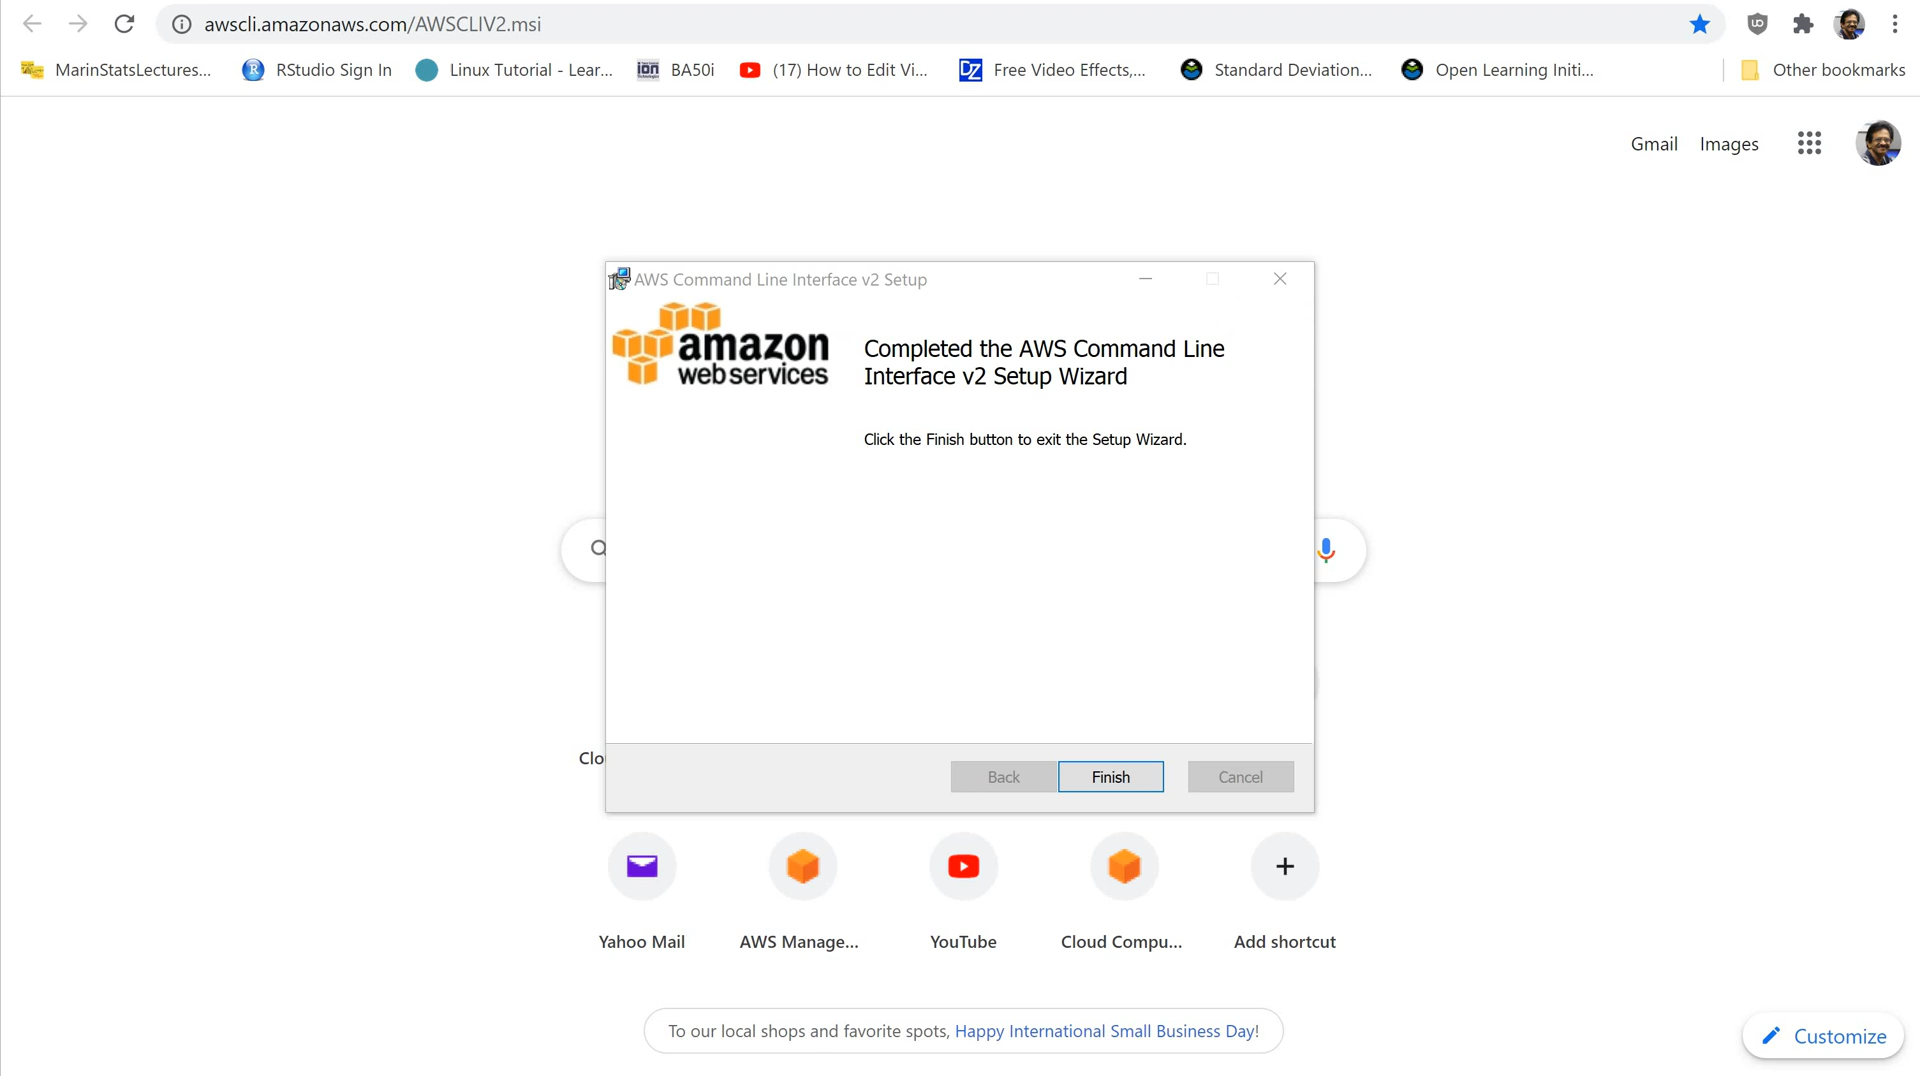 awscli.amazonaws.com/AWSCLIV2.msi
MarinStatsLectures... RStudio Sign In Linux Tutorial - Lear... ion BA50i (17) How to Edit Vi... DZ Free Video Effects,... Standard Deviation... Open Learning Initi... Other bookmarks
Gmail Images
AWS Command Line Interface v2 Setup
amazon
web services
Completed the AWS Command Line
Interface v2 Setup Wizard
Click the Finish button to exit the Setup Wizard.
Clo
Back Finish Cancel
Yahoo Mail AWS Manage... YouTube Cloud Compu... Add shortcut
To our local shops and favorite spots, Happy International Small Business Day!
Customize